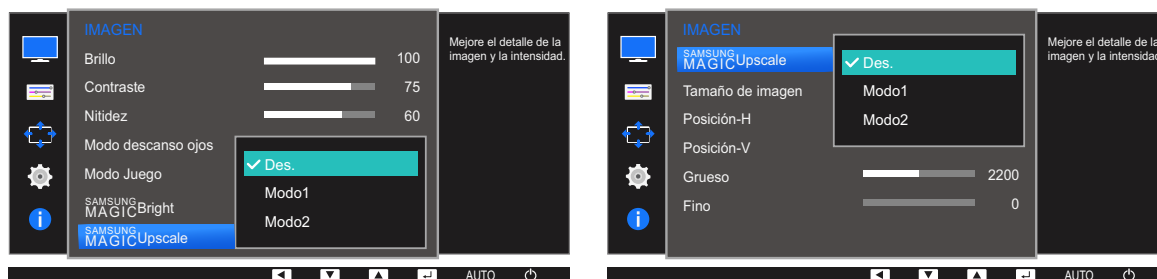 IMAGEN
Brillo 100
Contraste 75
Nitidez 60
Modo descanso ojos
Modo Juego
SAMSUNG
MAGICBright
SAMSUNG
MAGICUpscale
Des.
Modo1
Modo2
Mejore el detalle de la
imagen y la intensidad.
AUTO
IMAGEN
SAMSUNG
MAGICUpscale
Tamaño de imagen
Posición-H
Posición-V
Grueso 2200
Fino 0
Des.
Modo1
Modo2
Mejore el detalle de la
imagen y la intensidad
AUTO